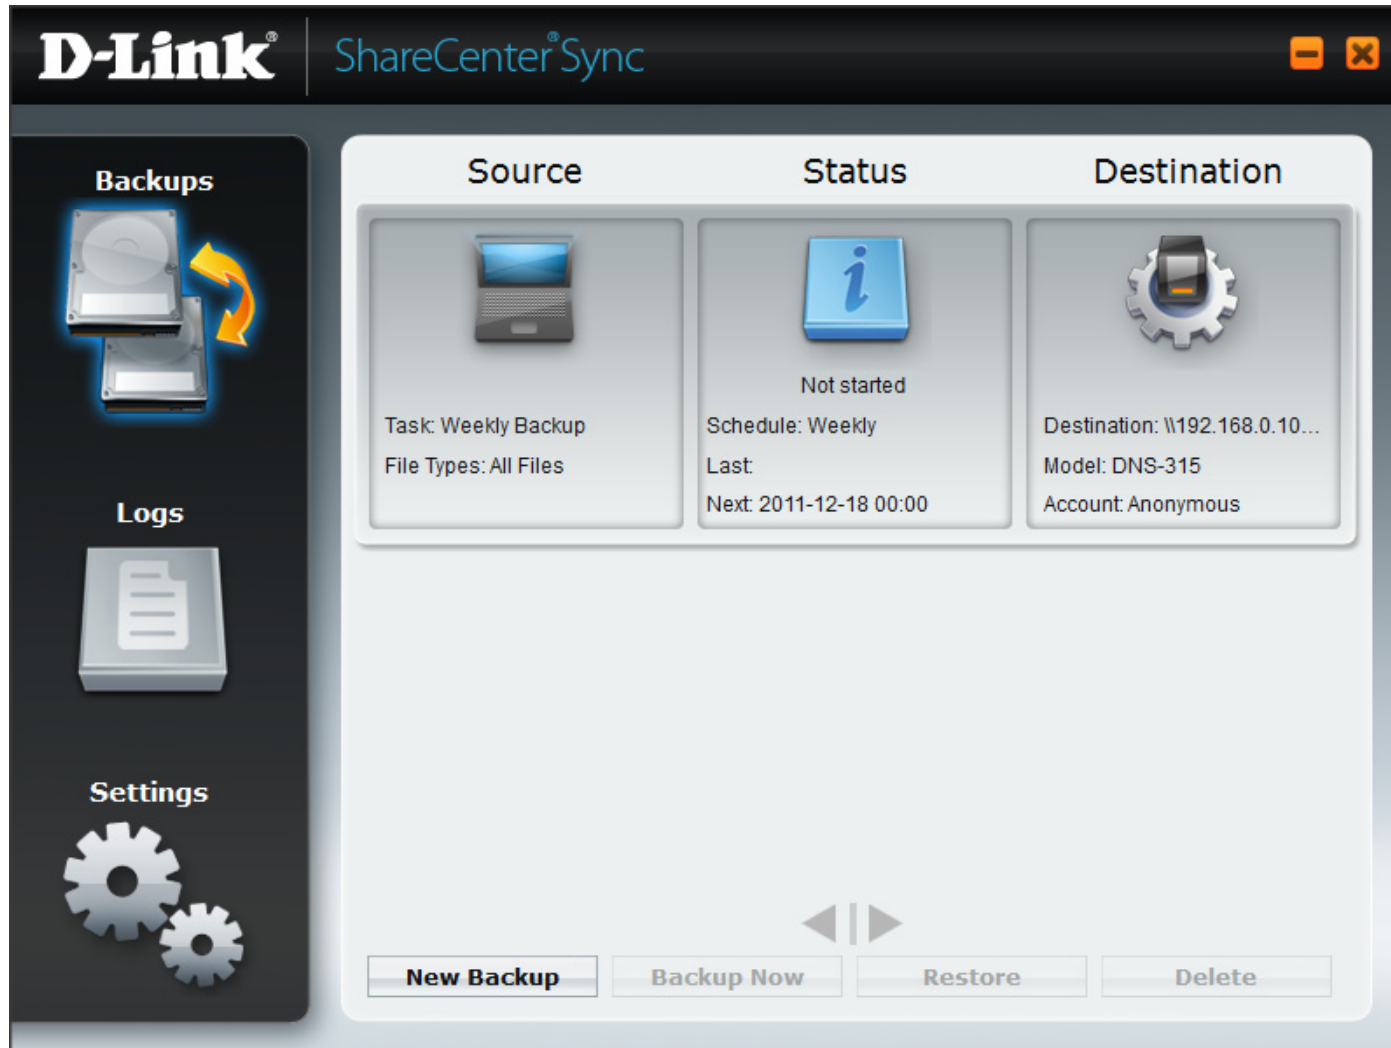 D-Link® ShareCenter® Sync
Backups
Logs
Settings
Source Status Destination
Not started
Task: Weekly Backup
File Types: All Files
Schedule: Weekly
Last:
Next: 2011-12-18 00:00
Destination: \\192.168.0.10...
Model: DNS-315
Account: Anonymous
New Backup Backup Now Restore Delete